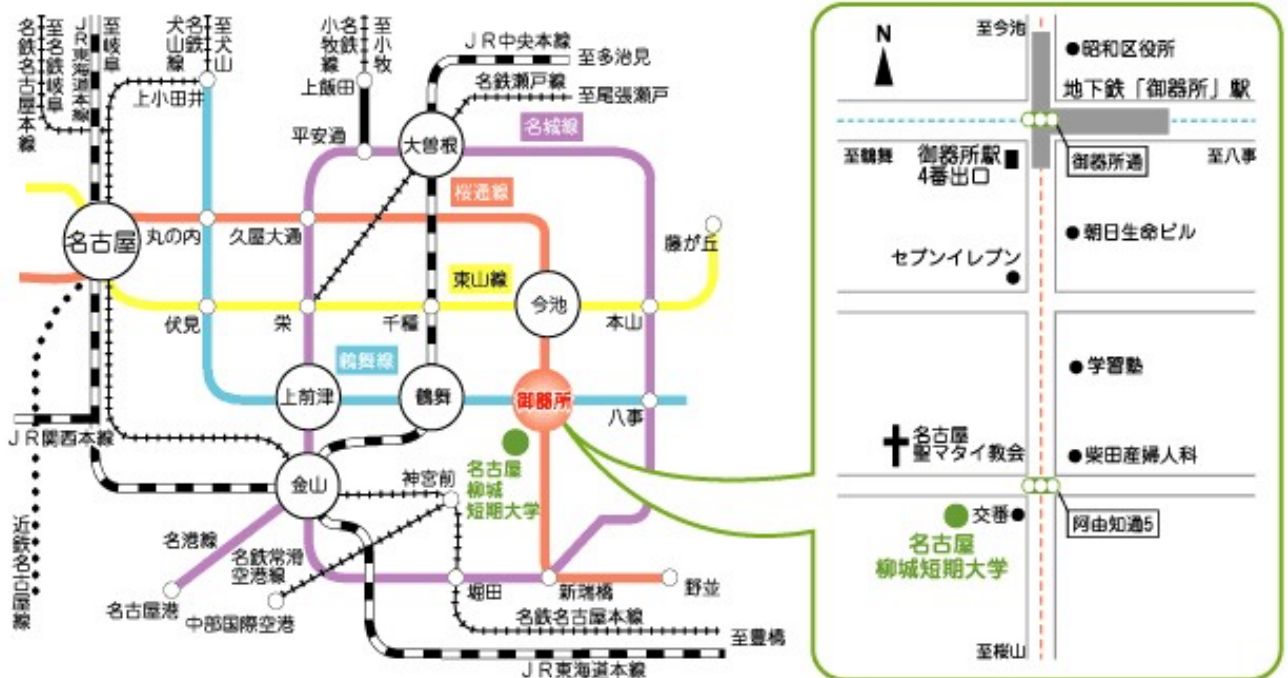 至岐阜
JR東海道本線
至名鉄岐阜
名鉄名古屋本線
至犬山
名鉄
犬山線
至小牧
名鉄
小牧線
JR中央本線
至多治見
名鉄瀬戸線
至尾張瀬戸
上小田井
上飯田
平安通
大曽根
名城線
桜通線
名古屋
丸の内
久屋大通
藤が丘
東山線
今池
伏見
栄
千種
本山
鶴舞線
上前津
鶴舞
御器所
八事
JR関西本線
名古屋
柳城
短期大学
金山
神宮前
近鉄名古屋線
名港線
名鉄常滑
空港線
名古屋港
中部国際空港
堀田
新瑞橋
野並
名鉄名古屋本線
至豊橋
JR東海道本線
N
至今池
昭和区役所
地下鉄「御器所」駅
至鶴舞
御器所駅
4番出口
御器所通
至八事
朝日生命ビル
セブンイレブン
学習塾
名古屋
聖マタイ教会
柴田産婦人科
交番
阿由知通5
名古屋
柳城短期大学
至桜山